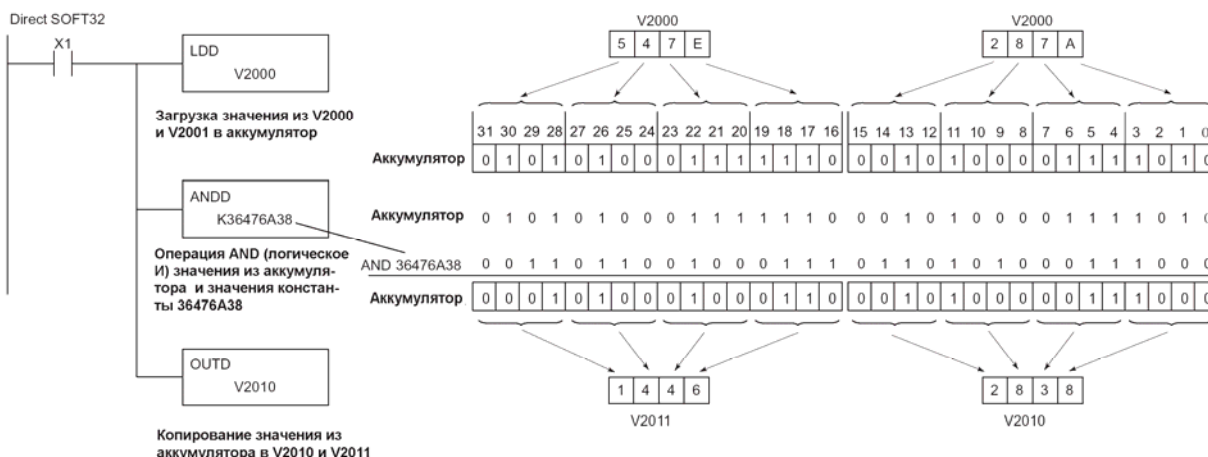 Direct SOFT32
X1
LDD
V2000
Загрузка значения из V2000
и V2001 в аккумулятор
ANDD
K36476A38
Операция AND (логическое
И) значения из аккумуля-
тора и значения констан-
ты 36476A38
OUTD
V2010
Копирование значения из
аккумулятора в V2010 и V2011
V2000 V2000
5 4 7 E 2 8 7 A
31 30 29 28 27 26 25 24 23 22 21 20 19 18 17 16 15 14 13 12 11 10 9 8 7 6 5 4 3 2 1 0
Аккумулятор 0 1 0 1 0 1 0 0 0 1 1 1 1 1 1 0 0 0 1 0 1 0 0 0 0 1 1 1 1 0 1 0
Аккумулятор 0 1 0 1 0 1 0 0 0 1 1 1 1 1 1 0 0 0 1 0 1 0 0 0 0 1 1 1 1 0 1 0
AND 36476A38 0 0 1 1 0 1 1 0 0 1 0 0 0 1 1 1 0 1 1 0 1 0 1 0 0 0 1 1 1 0 0 0
Аккумулятор 0 0 0 1 0 1 0 0 0 1 0 0 0 1 1 0 0 0 1 0 1 0 0 0 0 0 1 1 1 0 0 0
1 4 4 6 2 8 3 8
V2011 V2010